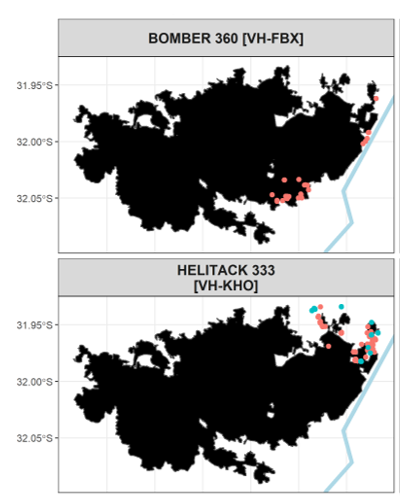 BOMBER 360 [VH-FBX]
31.95°S
32.00°S
32.05°S
HELITACK 333
[VH-KHO]
31.95°S
32.00°S
32.05°S